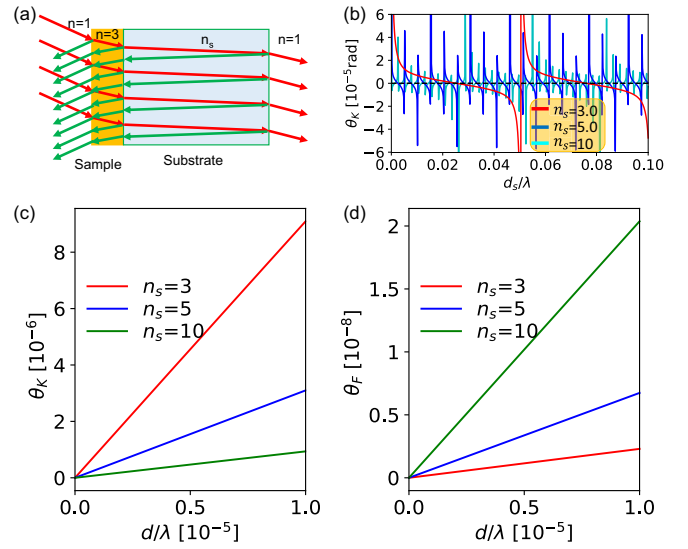 (a)
n=1
n=3
n_s
n=1
Sample
Substrate
(b)
θ_K [10^-5 rad]
6
4
2
0
−2
−4
−6
n_s=3.0
n_s=5.0
n_s=10
0.00 0.02 0.04 0.06 0.08 0.10
d_s/λ
(c)
θ_K [10^-6]
8
6
4
2
0
n_s=3
n_s=5
n_s=10
0.0 0.5 1.0
d/λ [10^-5]
(d)
θ_F [10^-8]
2
1.5
1
0.5
0
n_s=3
n_s=5
n_s=10
0.0 0.5 1.0
d/λ [10^-5]